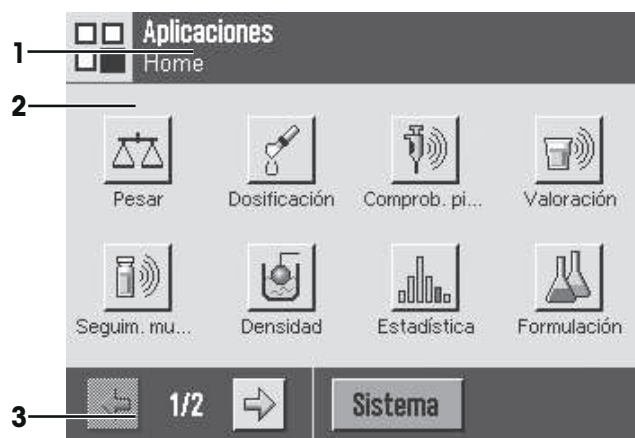 Aplicaciones
1
Home
2
Pesar
Dosificación
Comprob. pi...
Valoración
Seguim. mu...
Densidad
Estadística
Formulación
1/2
Sistema
3